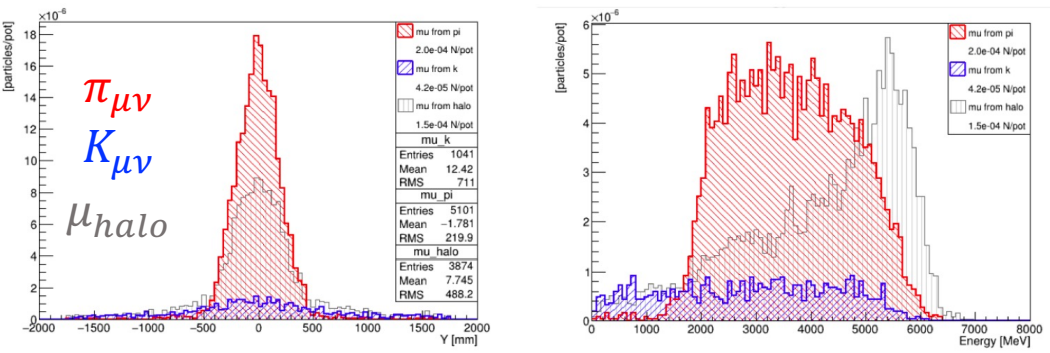 ×10⁻⁶
[particles/pot]
18
16
14
12
10
8
6
4
2
0
−2000 −1500 −1000 −500 0 500 1000 1500 2000
Y [mm]
π_μν
K_μν
μ_halo
mu from pi
2.0e-04 N/pot
mu from k
4.2e-05 N/pot
mu from halo
1.5e-04 N/pot
mu_k
Entries 1041
Mean 12.42
RMS 711
mu_pi
Entries 5101
Mean −1.781
RMS 219.9
mu_halo
Entries 3874
Mean 7.745
RMS 488.2
×10⁻⁶
[particles/pot]
6
5
4
3
2
1
0
0 1000 2000 3000 4000 5000 6000 7000 8000
Energy [MeV]
mu from pi
2.0e-04 N/pot
mu from k
4.2e-05 N/pot
mu from halo
1.5e-04 N/pot